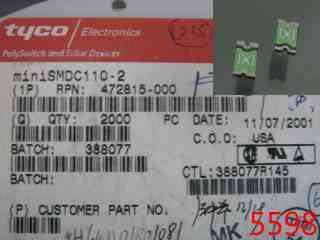 tyco Electronics
PolySwitch and SiBar Devices
miniSMDC110-2
(1P) RPN: 472815-000
(Q) QTY: 2000 PC DATE: 11/07/2001
C.O.O: USA
BATCH: 388077
BATCH:
CTL:388077R145
(P) CUSTOMER PART NO.
5598